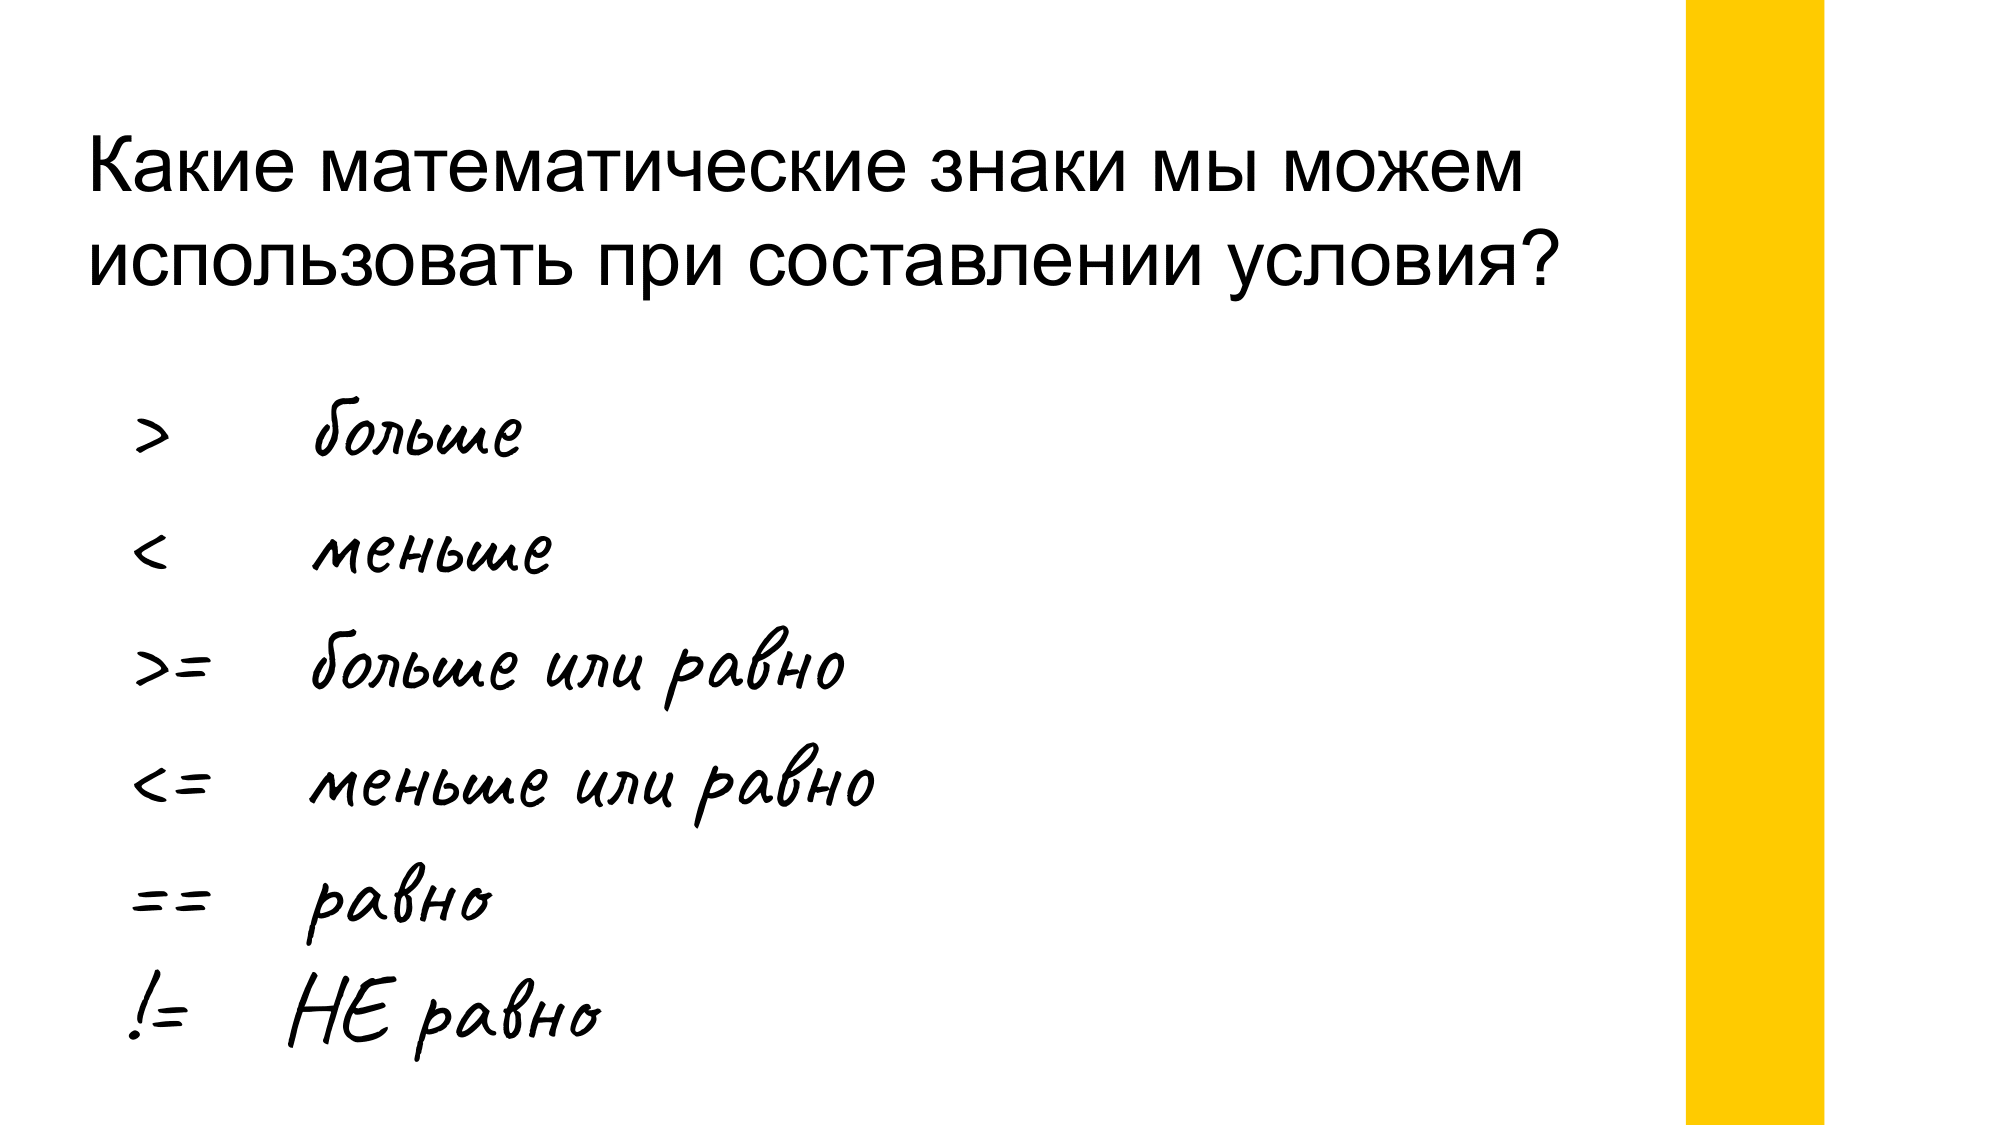 Какие математические знаки мы можем
использовать при составлении условия?
> больше
< меньше
>= больше или равно
<= меньше или равно
== равно
!= НЕ равно